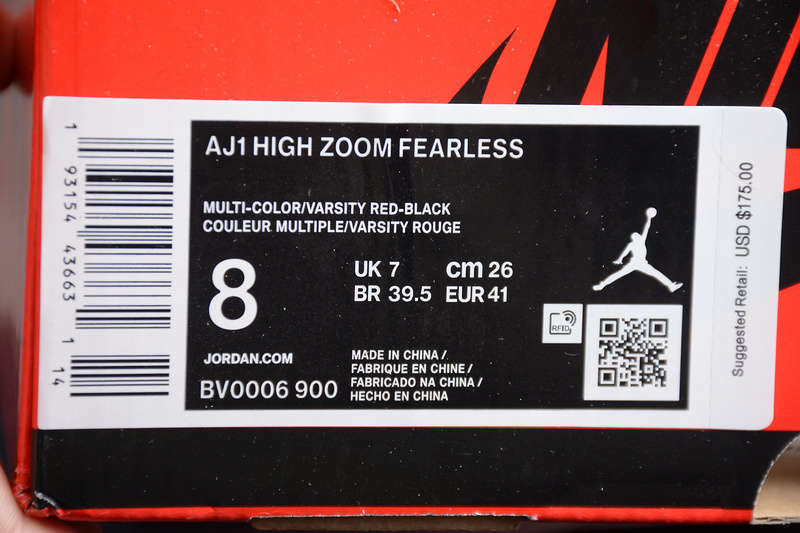 AJ1 HIGH ZOOM FEARLESS
MULTI-COLOR/VARSITY RED-BLACK
COULEUR MULTIPLE/VARSITY ROUGE
8
UK 7 cm 26
BR 39.5 EUR 41
JORDAN.COM
BV0006 900
MADE IN CHINA /
FABRIQUE EN CHINE /
FABRICADO NA CHINA /
HECHO EN CHINA
RFID
Suggested Retail: USD $175.00
1 93154 43663 1 14